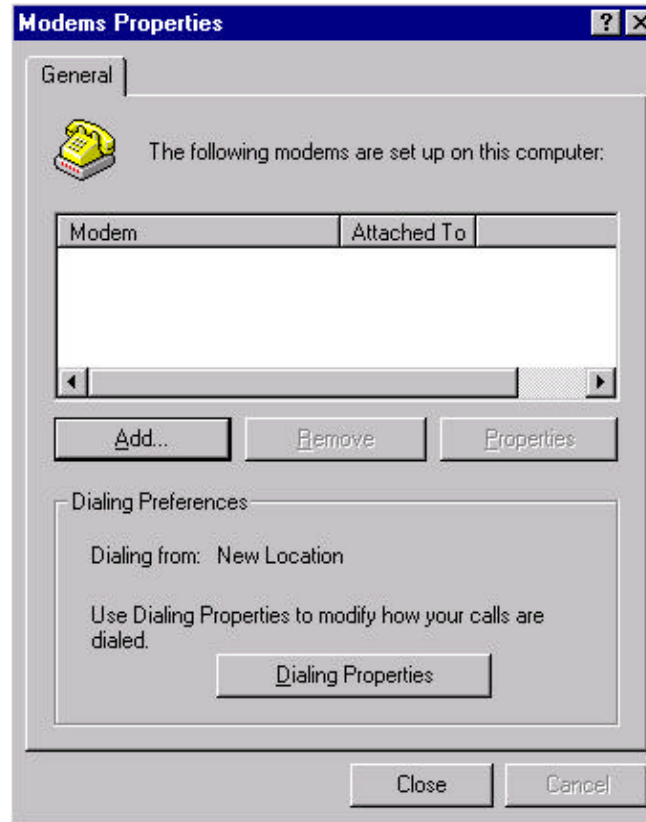 Modems Properties
General
The following modems are set up on this computer:
Modem Attached To
Add... Remove Properties
Dialing Preferences
Dialing from: New Location
Use Dialing Properties to modify how your calls are
dialed.
Dialing Properties
Close Cancel